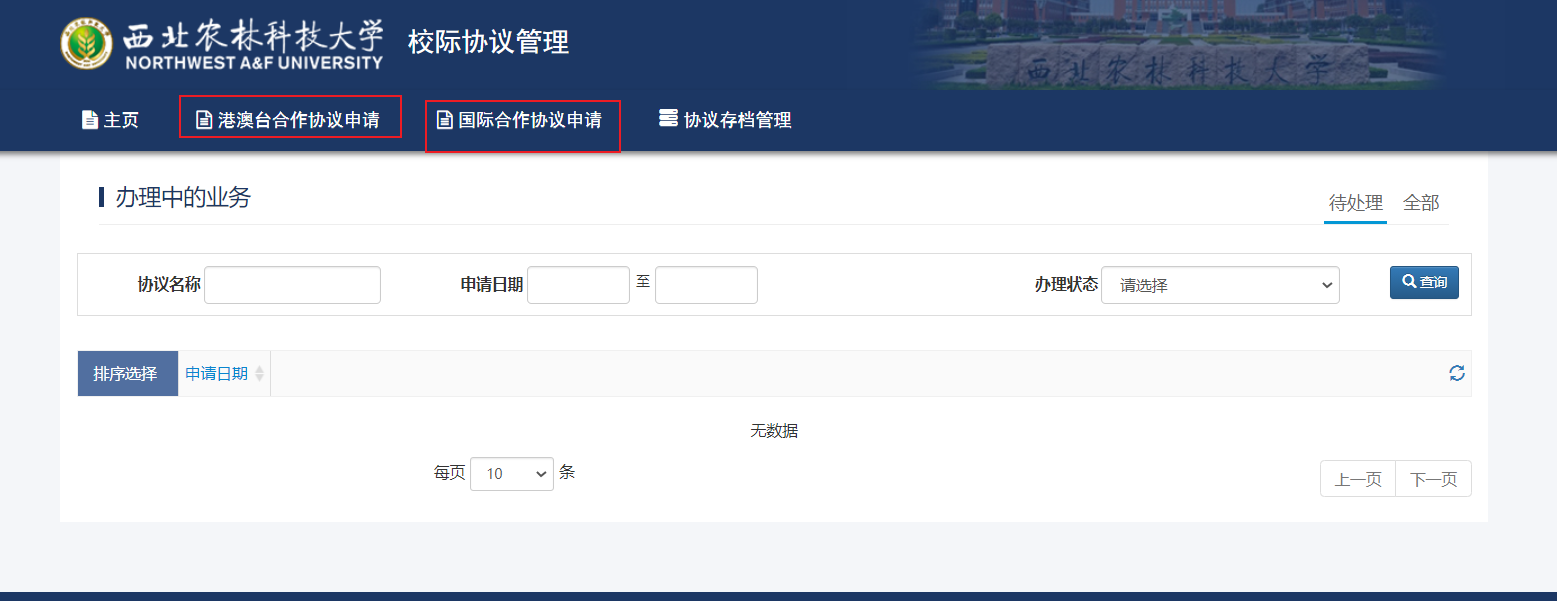 西北农林科技大学 校际协议管理
NORTHWEST A&F UNIVERSITY
西北农林科技大学
主页 港澳台合作协议申请 国际合作协议申请 协议存档管理
办理中的业务
待处理 全部
协议名称 申请日期 至 办理状态 请选择 查询
排序选择 申请日期
无数据
每页 10 条
上一页 下一页